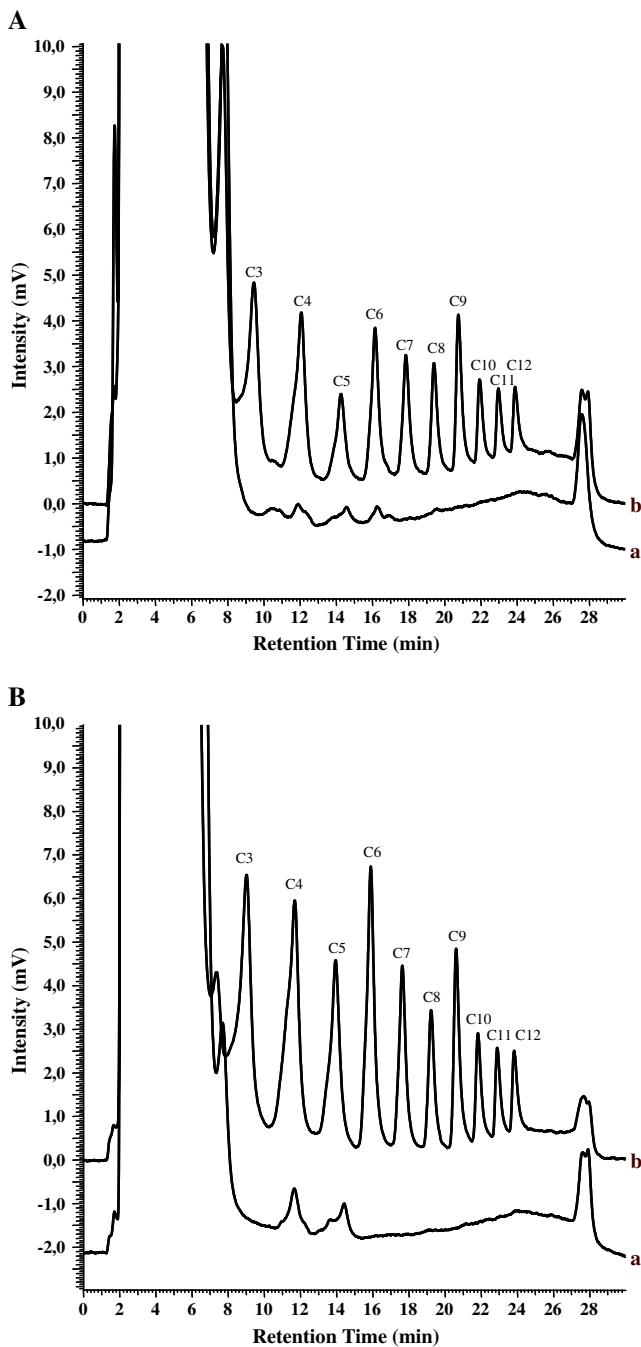 A
10,0
9,0
8,0
7,0
6,0
5,0
4,0
3,0
2,0
1,0
0,0
-1,0
-2,0
Intensity (mV)
C3
C4
C5
C6
C7
C8
C9
C10
C11
C12
b
a
0 2 4 6 8 10 12 14 16 18 20 22 24 26 28
Retention Time (min)
B
10,0
9,0
8,0
7,0
6,0
5,0
4,0
3,0
2,0
1,0
0,0
-1,0
-2,0
Intensity (mV)
C3
C4
C5
C6
C7
C8
C9
C10
C11
C12
b
a
0 2 4 6 8 10 12 14 16 18 20 22 24 26 28
Retention Time (min)